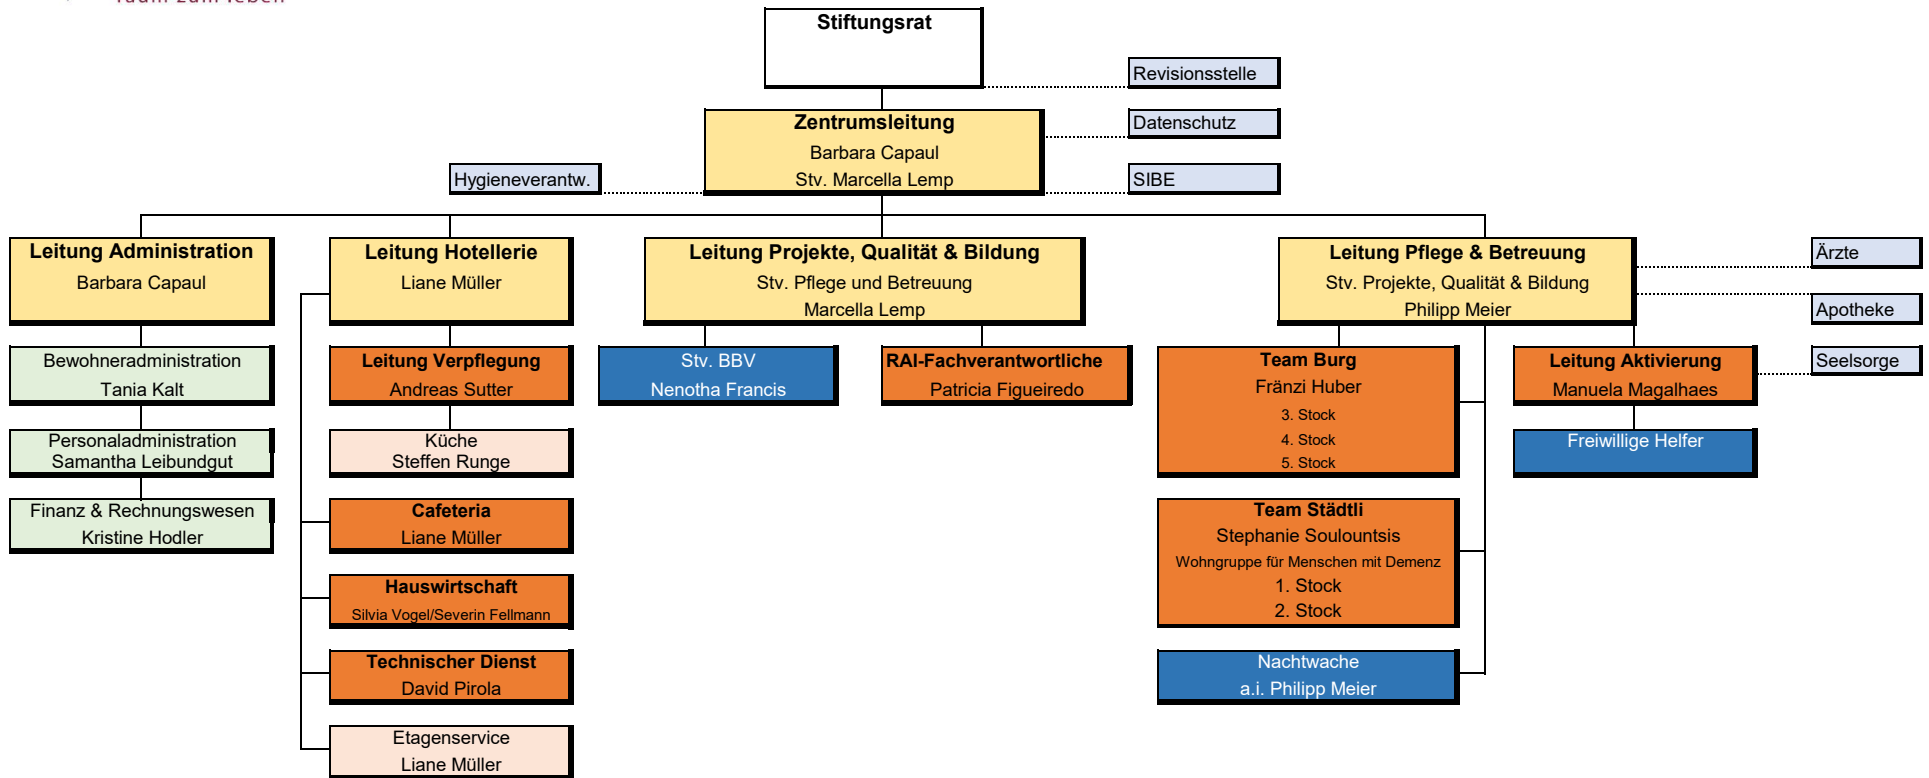 raum zum leben
Stiftungsrat
Revisionsstelle
Zentrumsleitung
Barbara Capaul
Stv. Marcella Lemp
Datenschutz
Hygieneverantw.
SIBE
Leitung Administration
Barbara Capaul
Leitung Hotellerie
Liane Müller
Leitung Projekte, Qualität & Bildung
Stv. Pflege und Betreuung
Marcella Lemp
Leitung Pflege & Betreuung
Stv. Projekte, Qualität & Bildung
Philipp Meier
Ärzte
Apotheke
Seelsorge
Bewohneradministration
Tania Kalt
Personaladministration
Samantha Leibundgut
Finanz & Rechnungswesen
Kristine Hodler
Leitung Verpflegung
Andreas Sutter
Küche
Steffen Runge
Cafeteria
Liane Müller
Hauswirtschaft
Silvia Vogel/Severin Fellmann
Technischer Dienst
David Pirola
Etagenservice
Liane Müller
Stv. BBV
Nenotha Francis
RAI-Fachverantwortliche
Patricia Figueiredo
Team Burg
Fränzi Huber
3. Stock
4. Stock
5. Stock
Team Städtli
Stephanie Soulountsis
Wohngruppe für Menschen mit Demenz
1. Stock
2. Stock
Nachtwache
a.i. Philipp Meier
Leitung Aktivierung
Manuela Magalhaes
Freiwillige Helfer